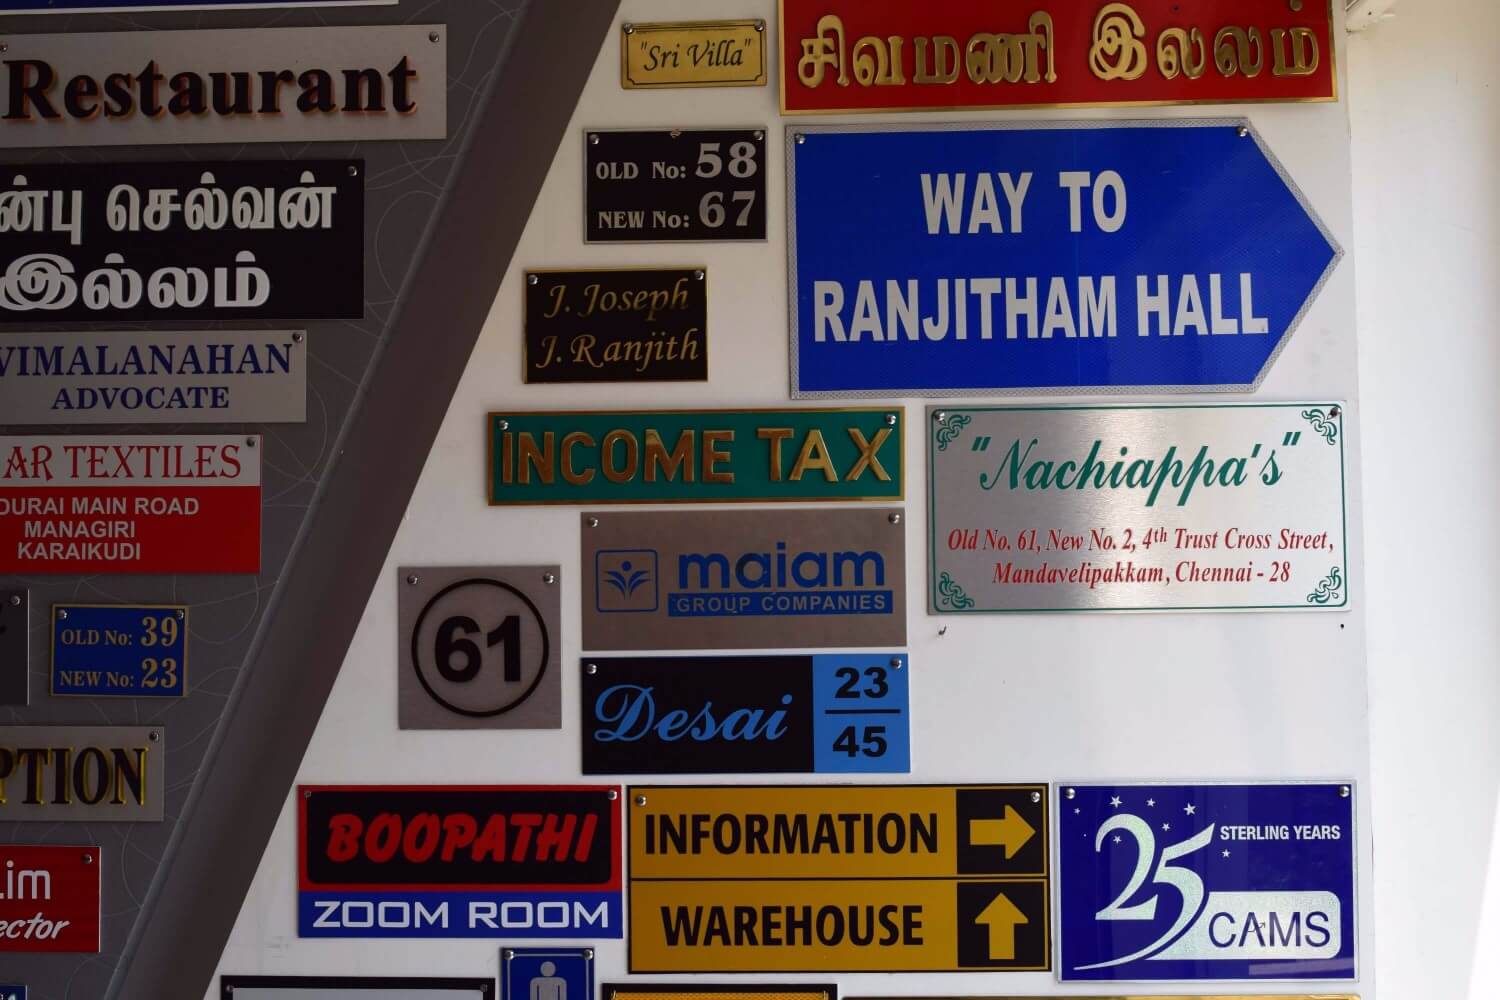 Restaurant
ன்பு செல்வன்
இல்லம்
VIMALANAHAN
ADVOCATE
AR TEXTILES
DURAI MAIN ROAD
MANAGIRI
KARAIKUDI
OLD No: 39
NEW No: 23
PTION
.im
ector
"Sri Villa"
சிவமணி இலலம
OLD No: 58
NEW No: 67
WAY TO
RANJITHAM HALL
J. Joseph
J. Ranjith
INCOME TAX
"Nachiappa's"
Old No. 61, New No. 2, 4th Trust Cross Street,
Mandavelipakkam, Chennai - 28
maiam
GROUP COMPANIES
61
Desai
23
45
BOOPATHI
ZOOM ROOM
INFORMATION
WAREHOUSE
25
STERLING YEARS
CAMS